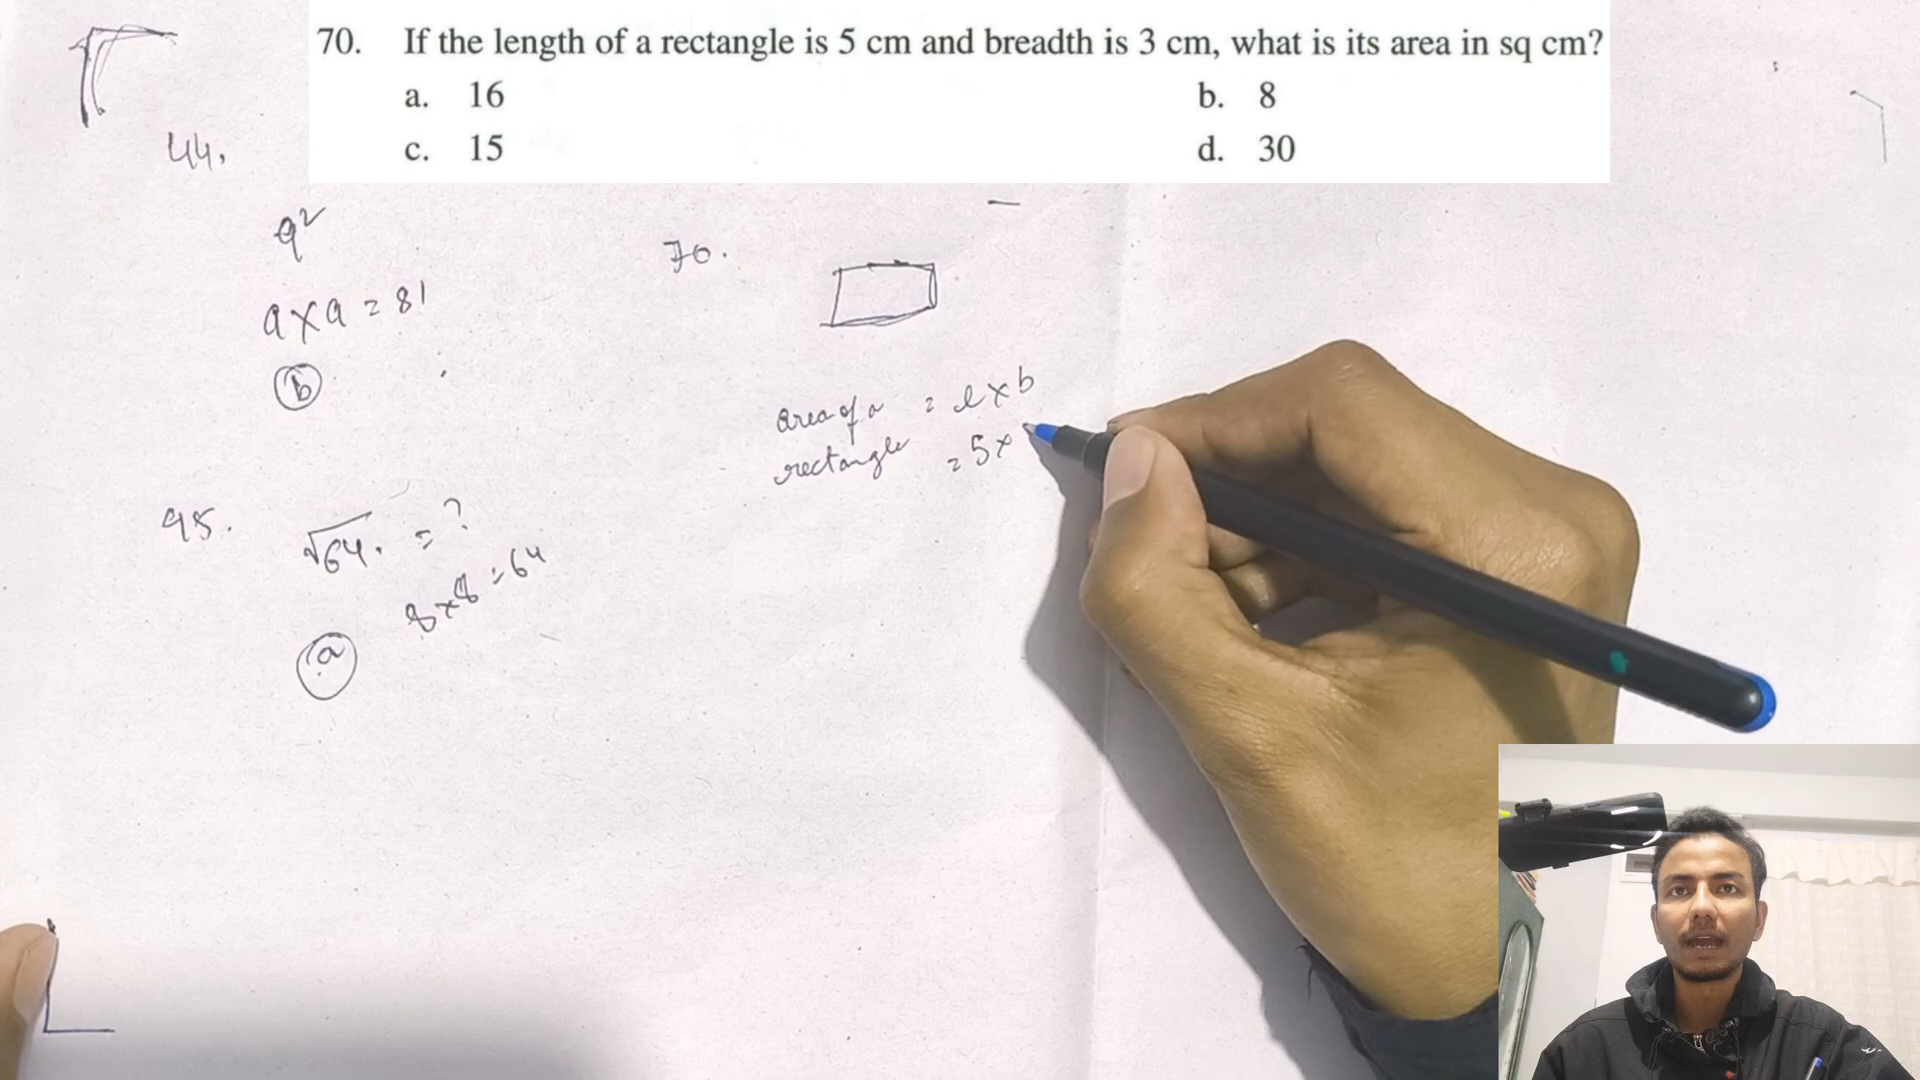 70. If the length of a rectangle is 5 cm and breadth is 3 cm, what is its area in sq cm?
a. 16 b. 8
c. 15 d. 30
44.
9²
9 × 9 = 81
b
70.
area of a rectangle = l × b
= 5 ×
45.
√64. = ?
8 × 8 = 64
a